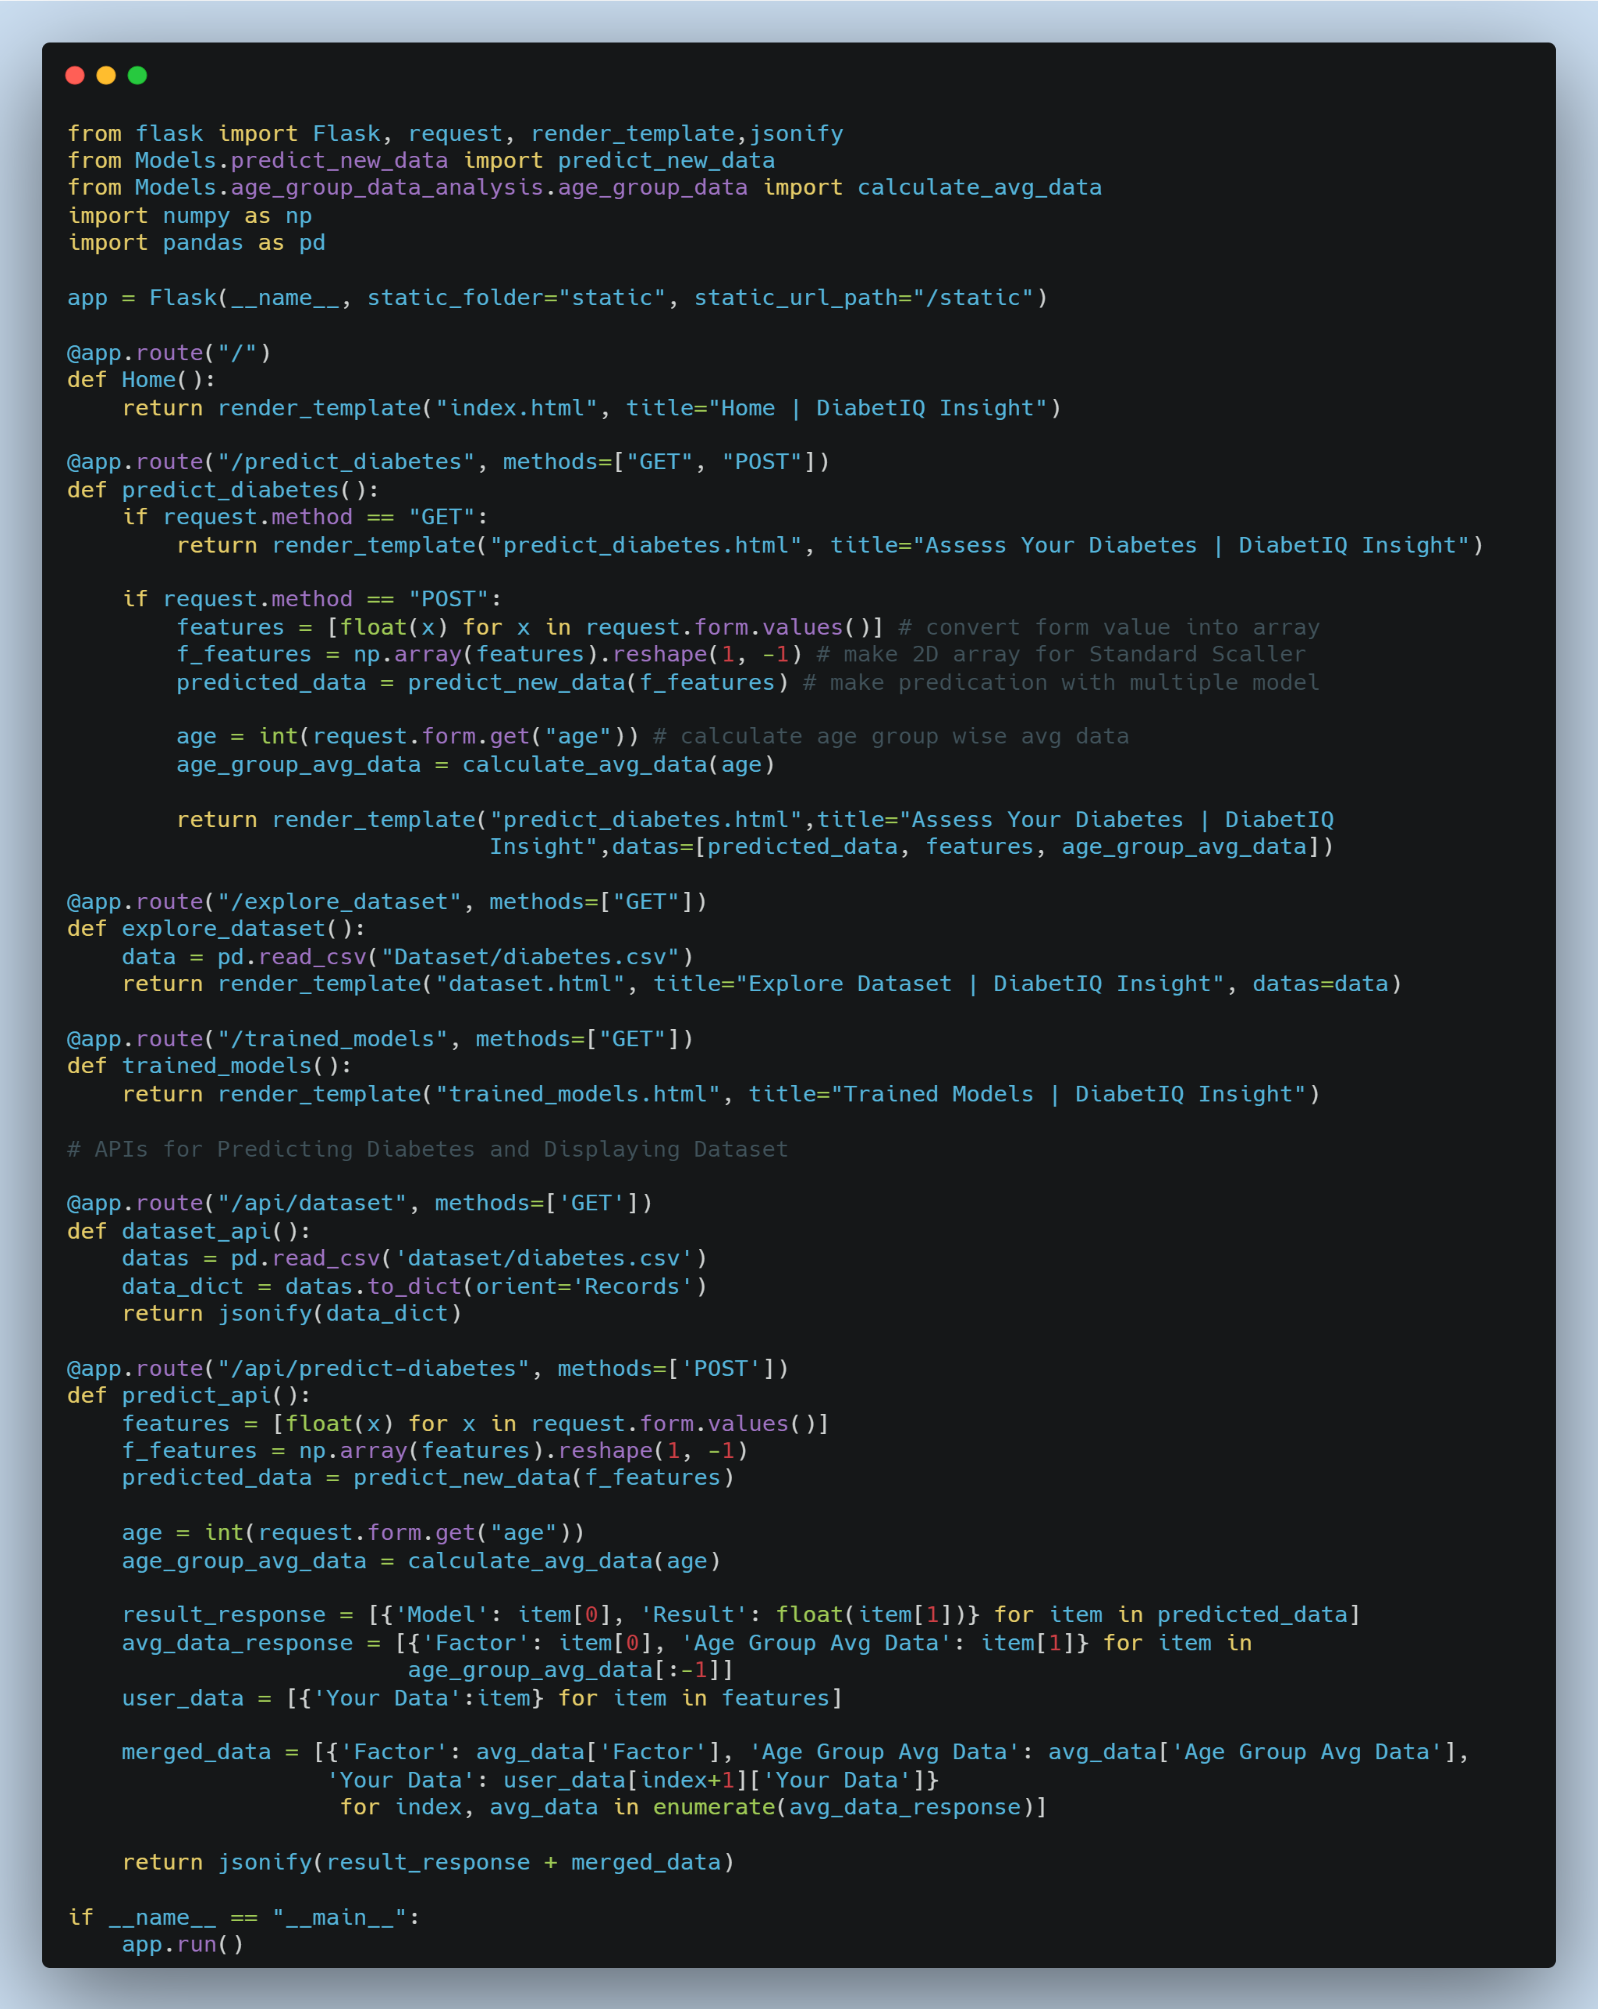 from flask import Flask, request, render_template,jsonify
from Models.predict_new_data import predict_new_data
from Models.age_group_data_analysis.age_group_data import calculate_avg_data
import numpy as np
import pandas as pd

app = Flask(__name__, static_folder="static", static_url_path="/static")

@app.route("/")
def Home():
    return render_template("index.html", title="Home | DiabetIQ Insight")

@app.route("/predict_diabetes", methods=["GET", "POST"])
def predict_diabetes():
    if request.method == "GET":
        return render_template("predict_diabetes.html", title="Assess Your Diabetes | DiabetIQ Insight")

    if request.method == "POST":
        features = [float(x) for x in request.form.values()] # convert form value into array
        f_features = np.array(features).reshape(1, -1) # make 2D array for Standard Scaller
        predicted_data = predict_new_data(f_features) # make predication with multiple model

        age = int(request.form.get("age")) # calculate age group wise avg data
        age_group_avg_data = calculate_avg_data(age)

        return render_template("predict_diabetes.html",title="Assess Your Diabetes | DiabetIQ
                               Insight",datas=[predicted_data, features, age_group_avg_data])

@app.route("/explore_dataset", methods=["GET"])
def explore_dataset():
    data = pd.read_csv("Dataset/diabetes.csv")
    return render_template("dataset.html", title="Explore Dataset | DiabetIQ Insight", datas=data)

@app.route("/trained_models", methods=["GET"])
def trained_models():
    return render_template("trained_models.html", title="Trained Models | DiabetIQ Insight")

# APIs for Predicting Diabetes and Displaying Dataset

@app.route("/api/dataset", methods=['GET'])
def dataset_api():
    datas = pd.read_csv('dataset/diabetes.csv')
    data_dict = datas.to_dict(orient='Records')
    return jsonify(data_dict)

@app.route("/api/predict-diabetes", methods=['POST'])
def predict_api():
    features = [float(x) for x in request.form.values()]
    f_features = np.array(features).reshape(1, -1)
    predicted_data = predict_new_data(f_features)

    age = int(request.form.get("age"))
    age_group_avg_data = calculate_avg_data(age)

    result_response = [{'Model': item[0], 'Result': float(item[1])} for item in predicted_data]
    avg_data_response = [{'Factor': item[0], 'Age Group Avg Data': item[1]} for item in
                         age_group_avg_data[:-1]]
    user_data = [{'Your Data':item} for item in features]

    merged_data = [{'Factor': avg_data['Factor'], 'Age Group Avg Data': avg_data['Age Group Avg Data'],
                   'Your Data': user_data[index+1]['Your Data']}
                    for index, avg_data in enumerate(avg_data_response)]

    return jsonify(result_response + merged_data)

if __name__ == "__main__":
    app.run()